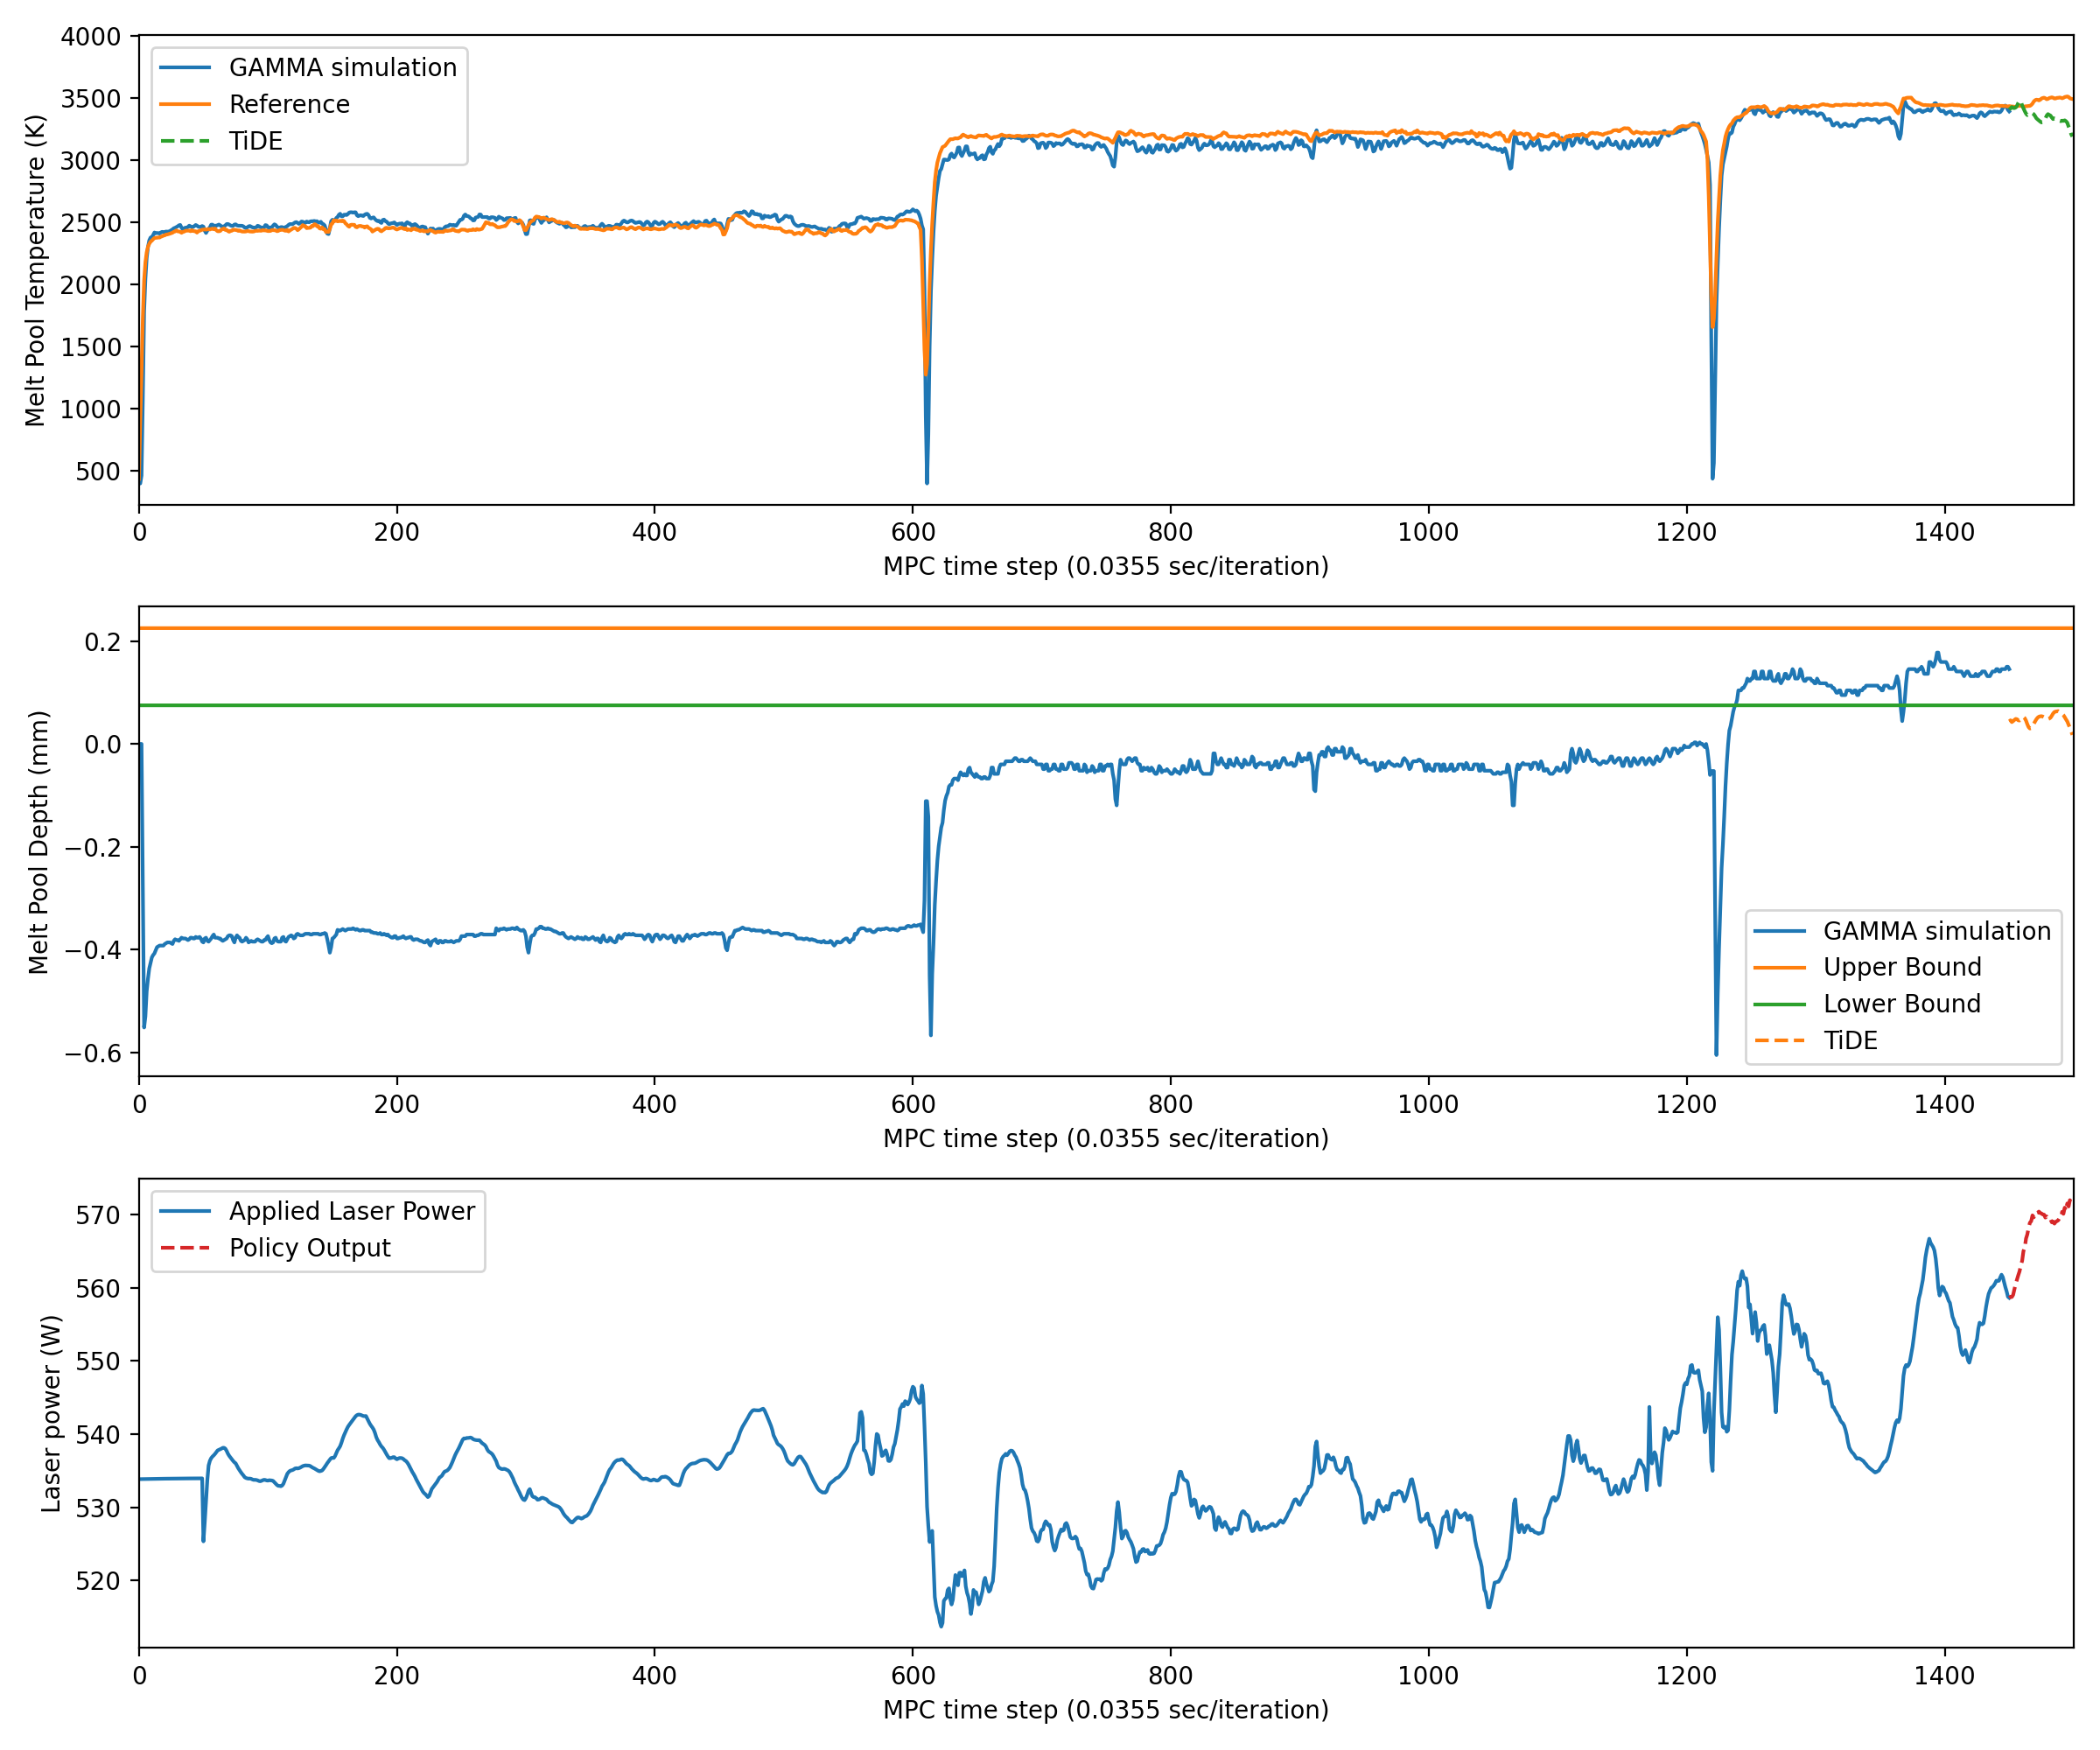 4000
3500
3000
2500
2000
1500
1000
500
Melt Pool Temperature (K)
GAMMA simulation
Reference
TiDE
0 200 400 600 800 1000 1200 1400
MPC time step (0.0355 sec/iteration)
0.2
0.0
−0.2
−0.4
−0.6
Melt Pool Depth (mm)
GAMMA simulation
Upper Bound
Lower Bound
TiDE
0 200 400 600 800 1000 1200 1400
MPC time step (0.0355 sec/iteration)
570
560
550
540
530
520
Laser power (W)
Applied Laser Power
Policy Output
0 200 400 600 800 1000 1200 1400
MPC time step (0.0355 sec/iteration)